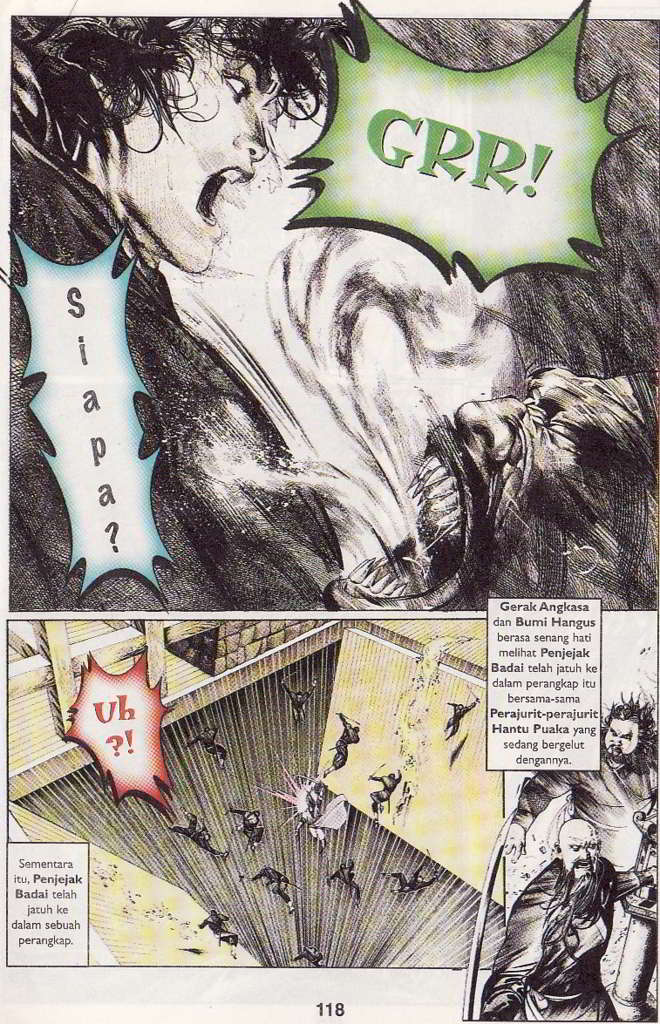 GRR!
Siapa?
Uh
?!
Sementara
itu, Penjejak
Badai telah
jatuh ke
dalam sebuah
perangkap.
Gerak Angkasa
dan Bumi Hangus
berasa senang hati
melihat Penjejak
Badai telah jatuh ke
dalam perangkap itu
bersama-sama
Perajurit-perajurit
Hantu Puaka yang
sedang bergelut
dengannya.
118